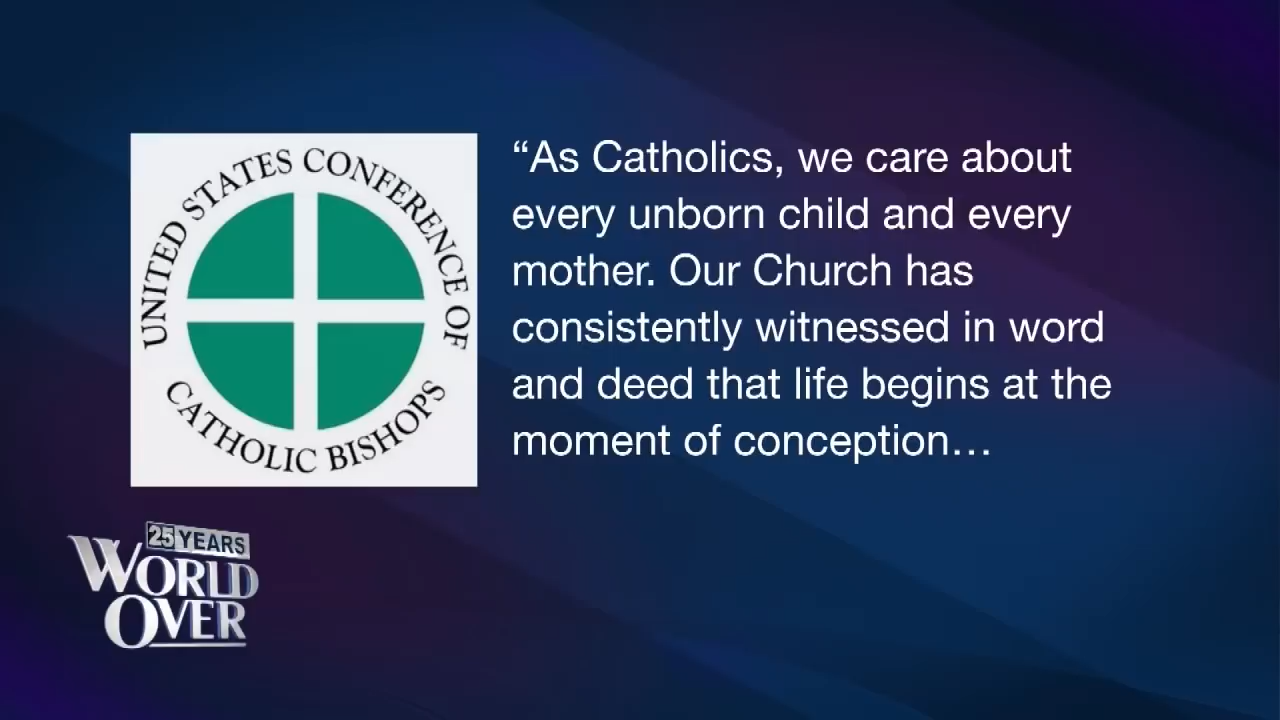 UNITED STATES CONFERENCE OF
CATHOLIC BISHOPS
“As Catholics, we care about
every unborn child and every
mother. Our Church has
consistently witnessed in word
and deed that life begins at the
moment of conception…
25 YEARS
WORLD
OVER